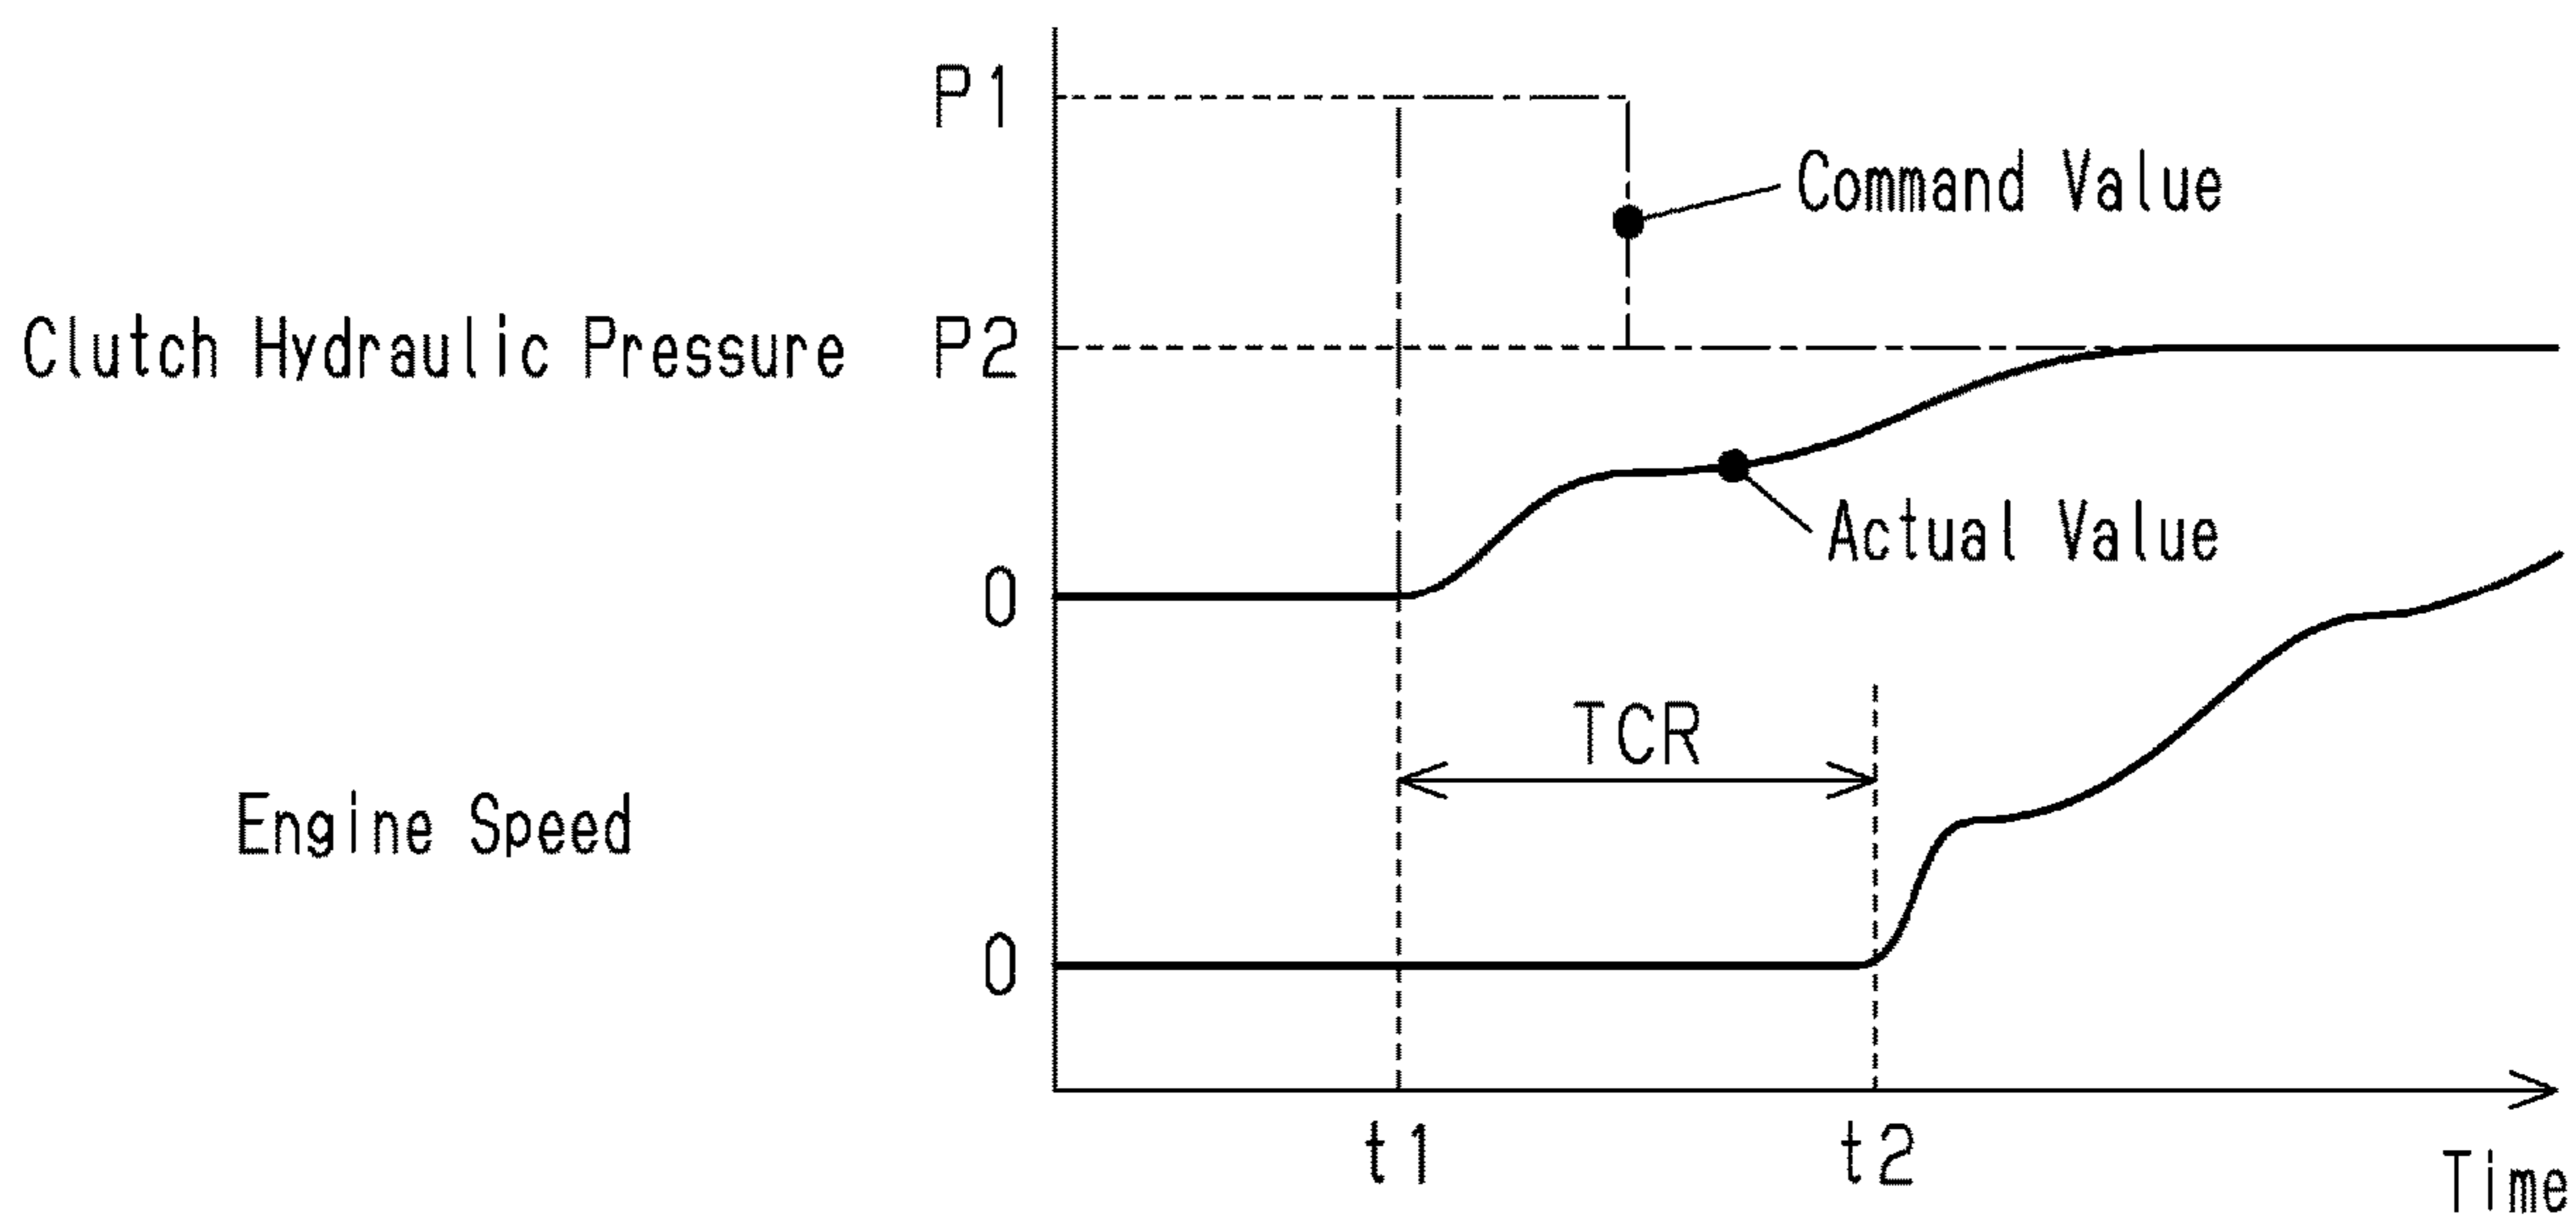 P1
Command Value
Clutch Hydraulic Pressure P2
Actual Value
0
TCR
Engine Speed
0
t1 t2
Time